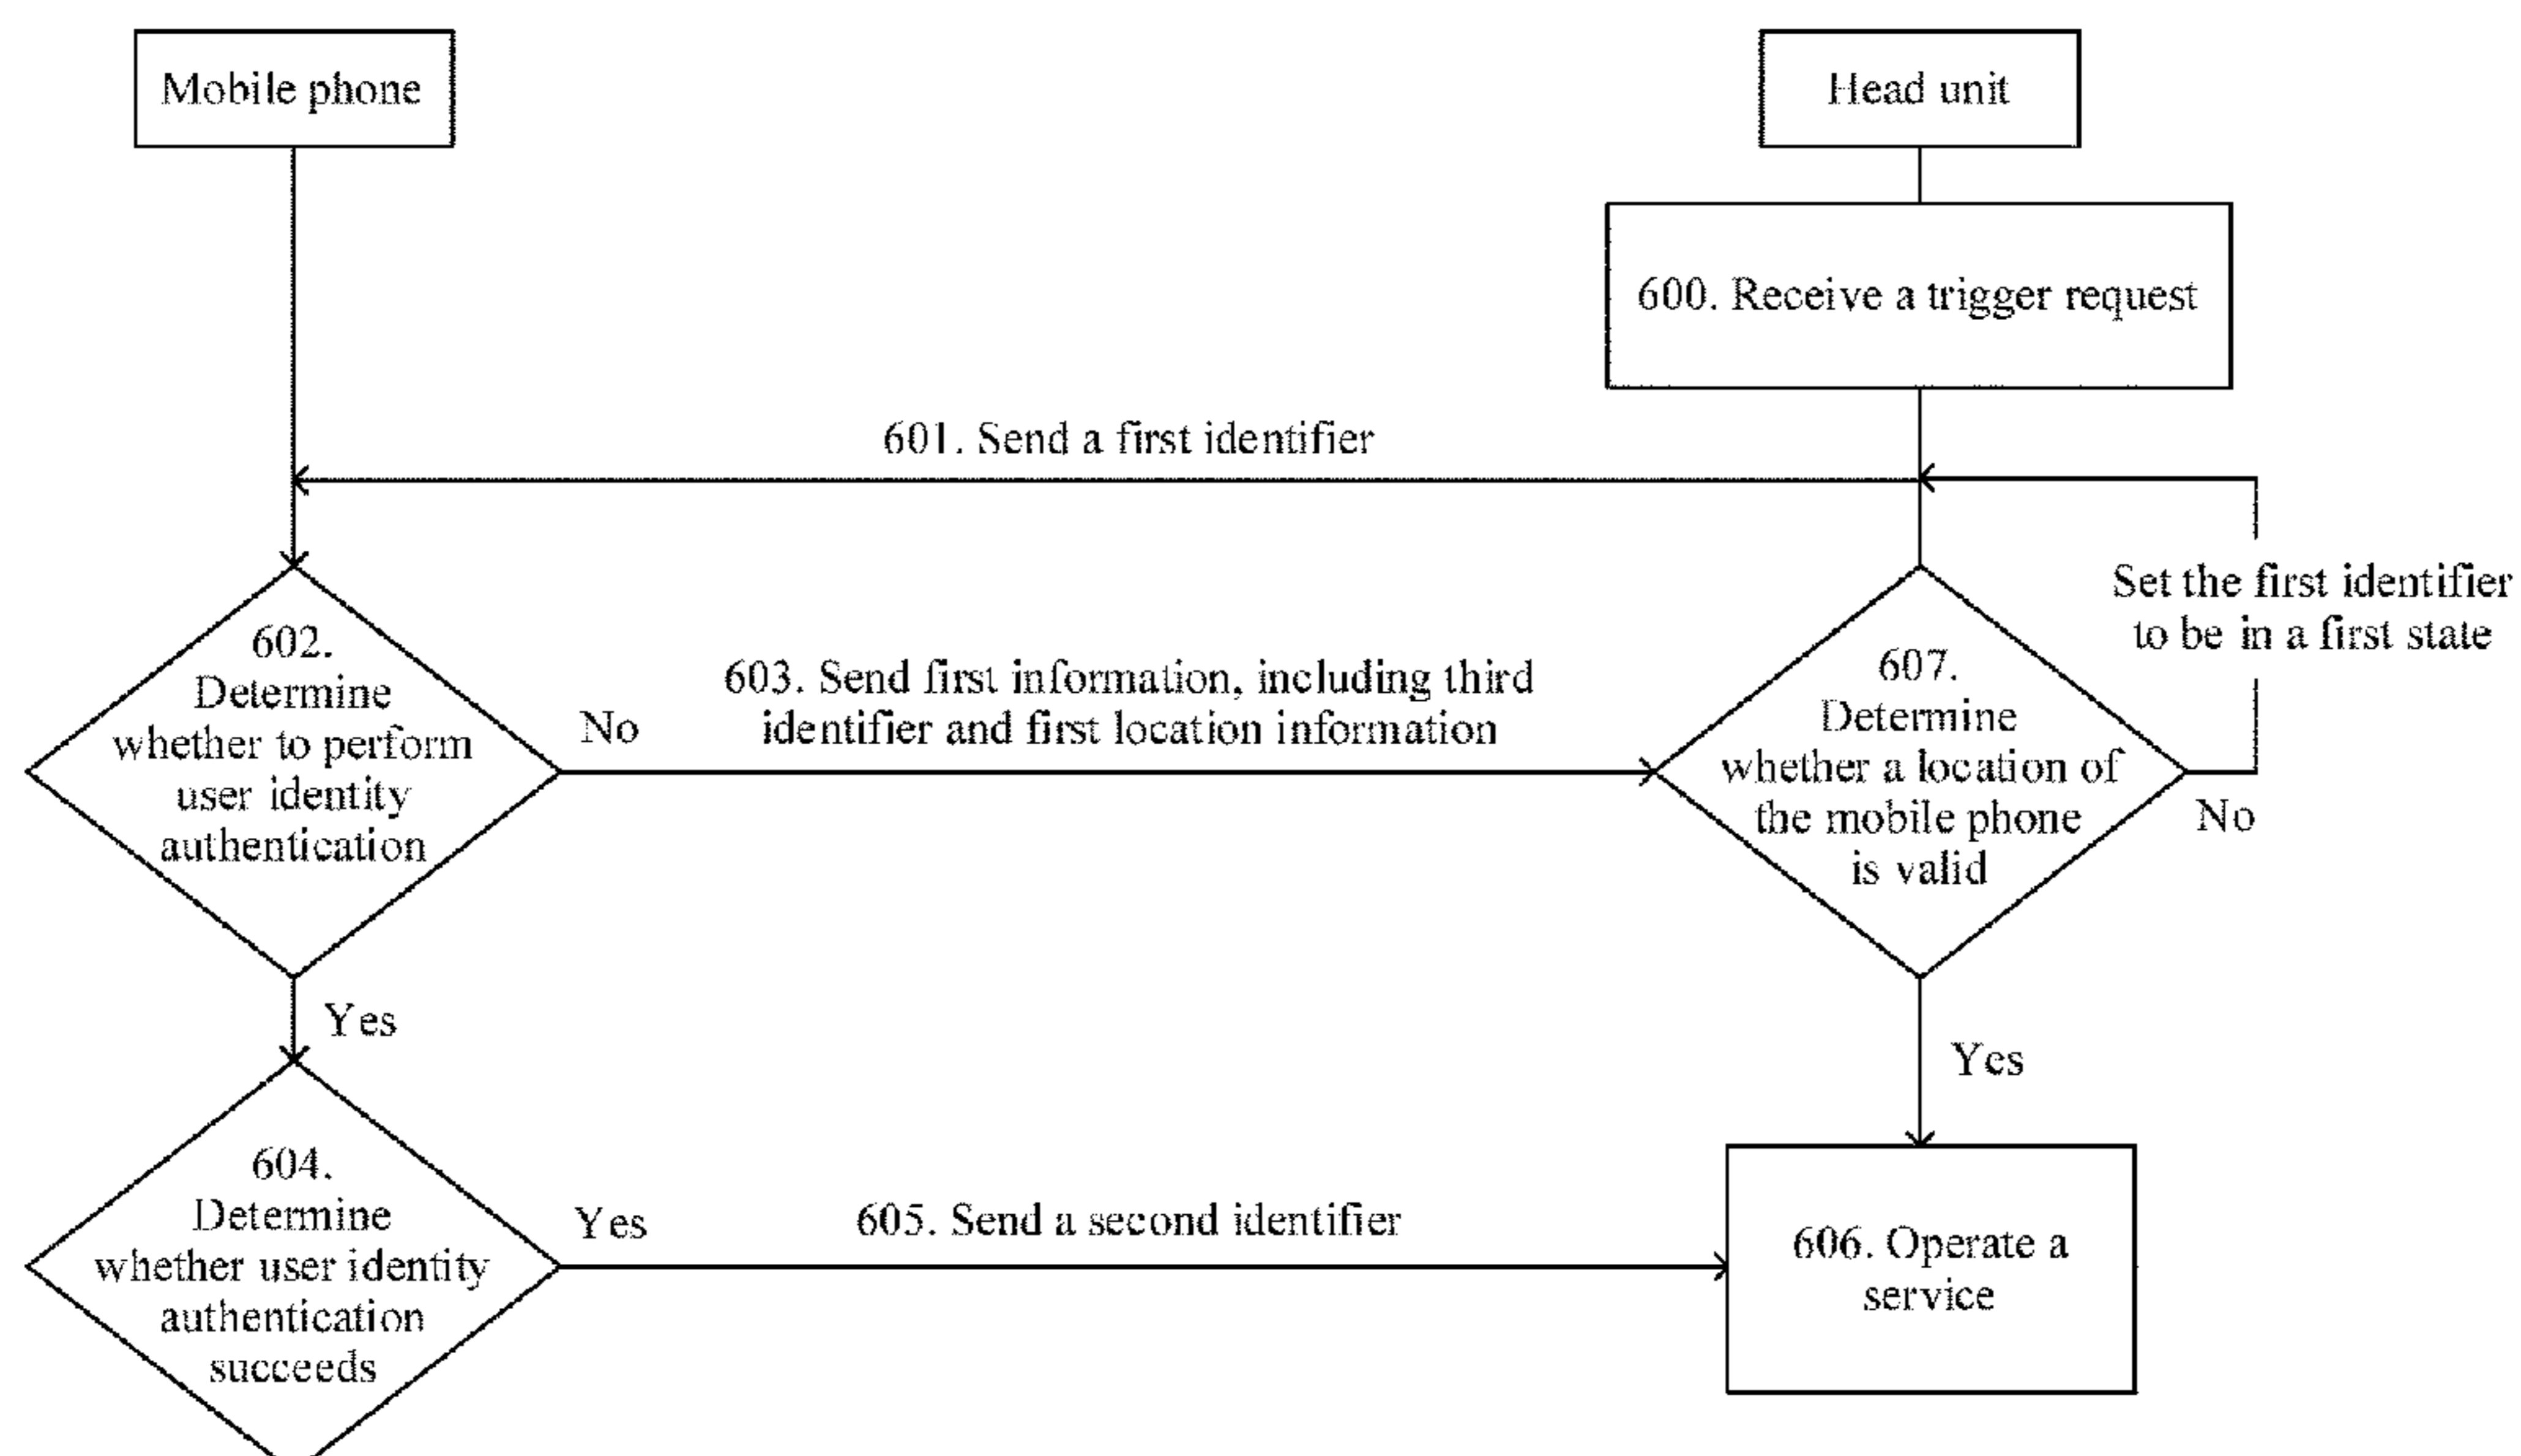 Mobile phone
Head unit
600. Receive a trigger request
601. Send a first identifier
Set the first identifier
to be in a first state
602.
Determine
whether to perform
user identity
authentication
No
603. Send first information, including third
identifier and first location information
607.
Determine
whether a location of
the mobile phone
is valid
No
Yes
Yes
604.
Determine
whether user identity
authentication
succeeds
Yes
605. Send a second identifier
606. Operate a
service